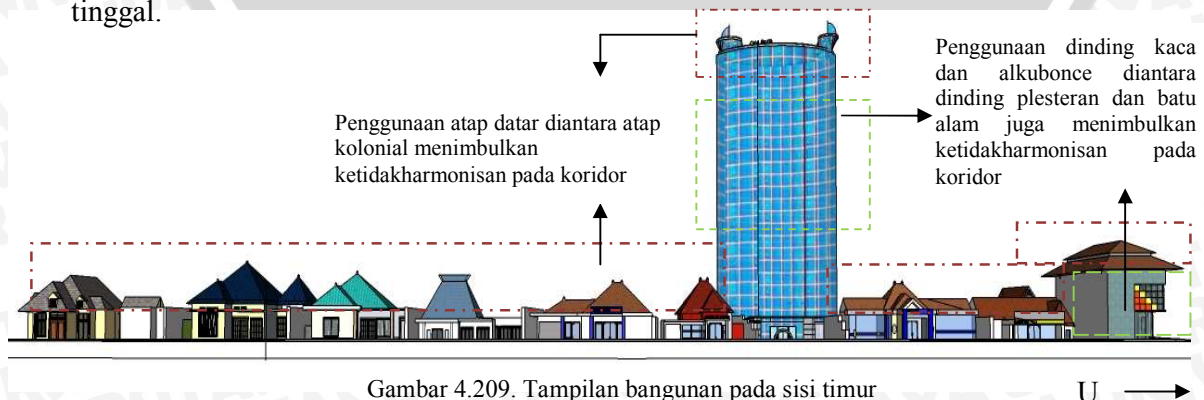 tinggal.
Penggunaan atap datar diantara atap
kolonial menimbulkan
ketidakharmonisan pada koridor
Penggunaan dinding kaca
dan alkubonce diantara
dinding plesteran dan batu
alam juga menimbulkan
ketidakharmonisan pada
koridor
Gambar 4.209. Tampilan bangunan pada sisi timur
U